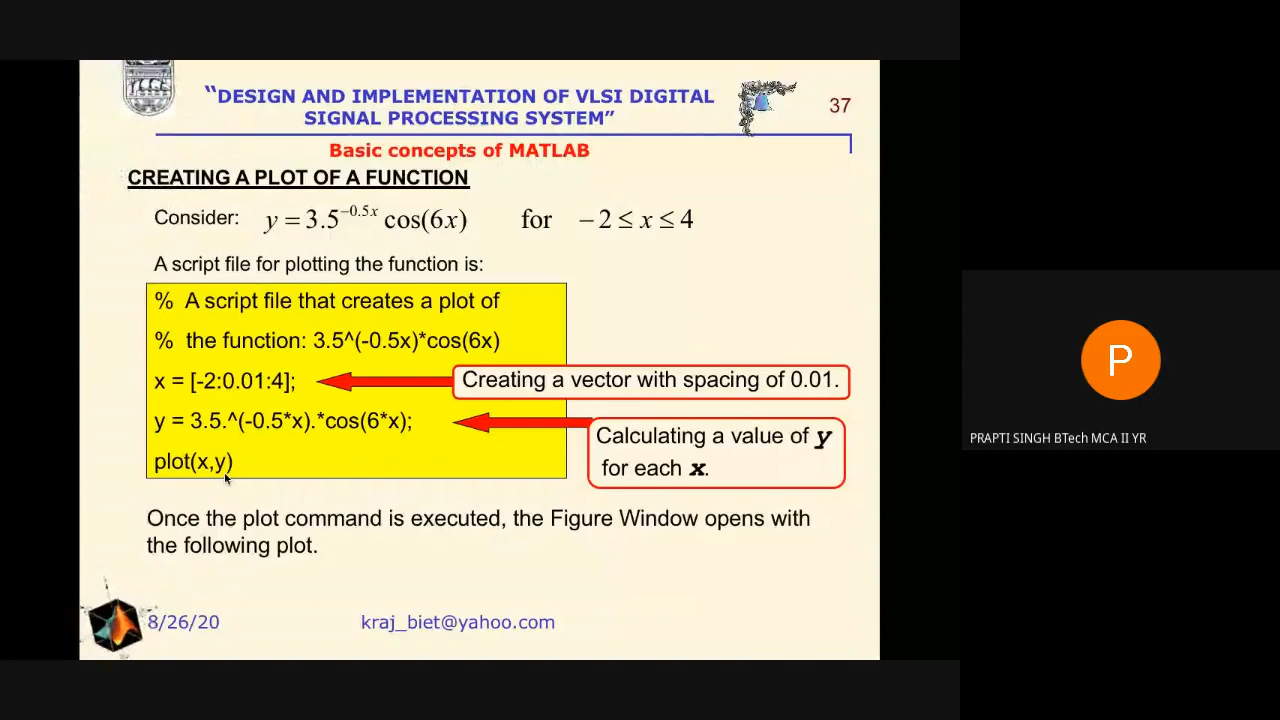 “DESIGN AND IMPLEMENTATION OF VLSI DIGITAL
SIGNAL PROCESSING SYSTEM”
37
Basic concepts of MATLAB
CREATING A PLOT OF A FUNCTION
Consider: y = 3.5^{-0.5x} cos(6x) for −2 ≤ x ≤ 4
A script file for plotting the function is:
% A script file that creates a plot of
% the function: 3.5^(-0.5x)*cos(6x)
x = [-2:0.01:4];
Creating a vector with spacing of 0.01.
y = 3.5.^(-0.5*x).*cos(6*x);
Calculating a value of y
for each x.
plot(x,y)
Once the plot command is executed, the Figure Window opens with
the following plot.
8/26/20
kraj_biet@yahoo.com
P
PRAPTI SINGH BTech MCA II YR